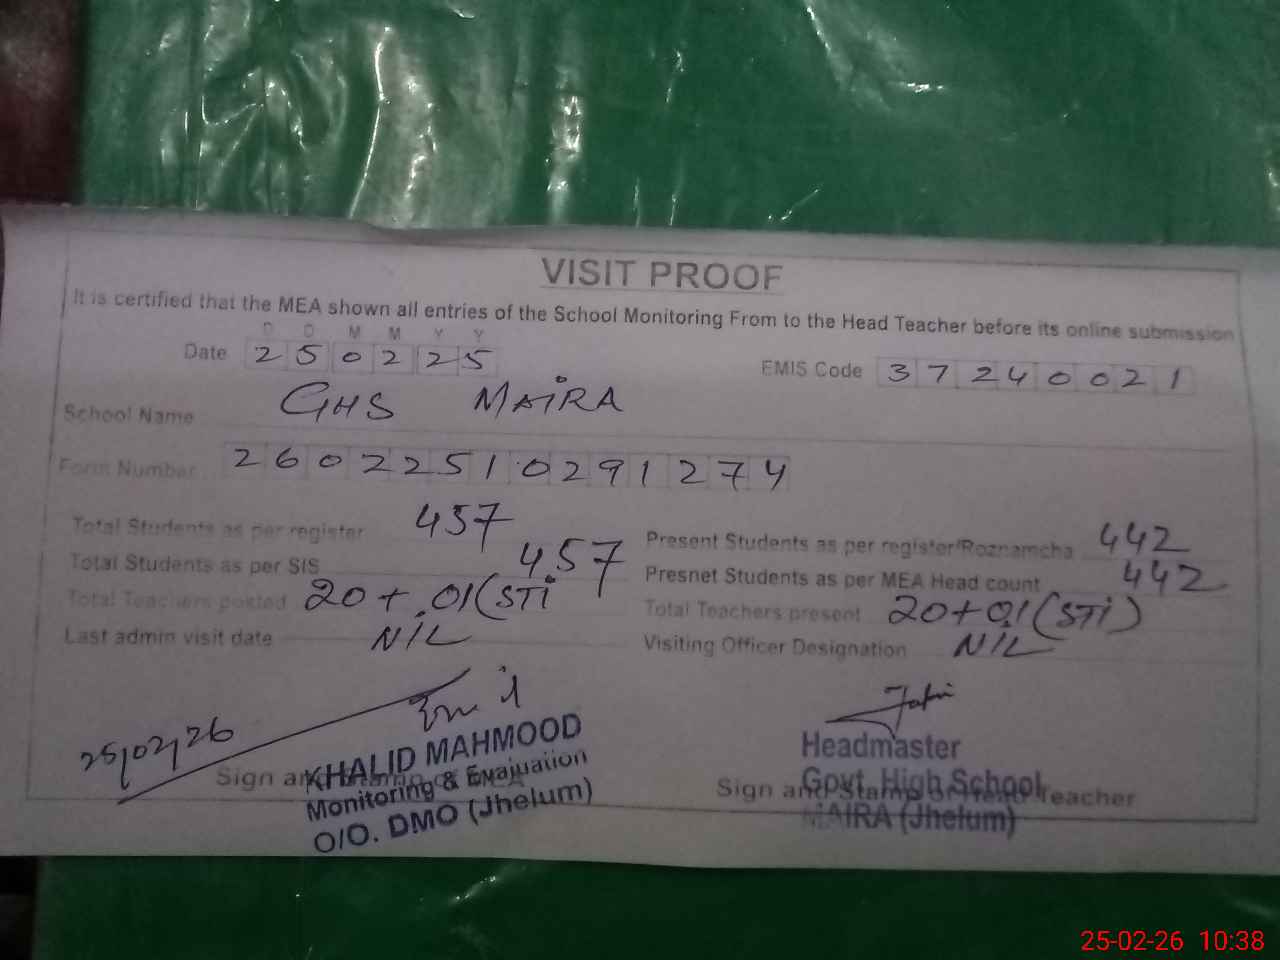 VISIT PROOF
It is certified that the MEA shown all entries of the School Monitoring From to the Head Teacher before its online submission
D D M M Y Y
Date 2 5 0 2 2 5 EMIS Code 3 7 2 4 0 0 2 1
School Name GHS MAIRA
Form Number 2 6 0 2 2 5 1 0 2 9 1 2 7 4
Total Students as per register 457 Present Students as per register/Roznamcha 442
Total Students as per SIS 457 Presnet Students as per MEA Head count 442
Total Teachers posted 20+01(STI Total Teachers present 20+01(STI)
Last admin visit date NIL Visiting Officer Designation NIL
25/02/26
KHALID MAHMOOD Headmaster
Sign and Monitoring & Evaluation Govt. High School
O/O. DMO (Jhelum) MAIRA (Jhelum)
Sign and Stamp of Head Teacher
25-02-26 10:38